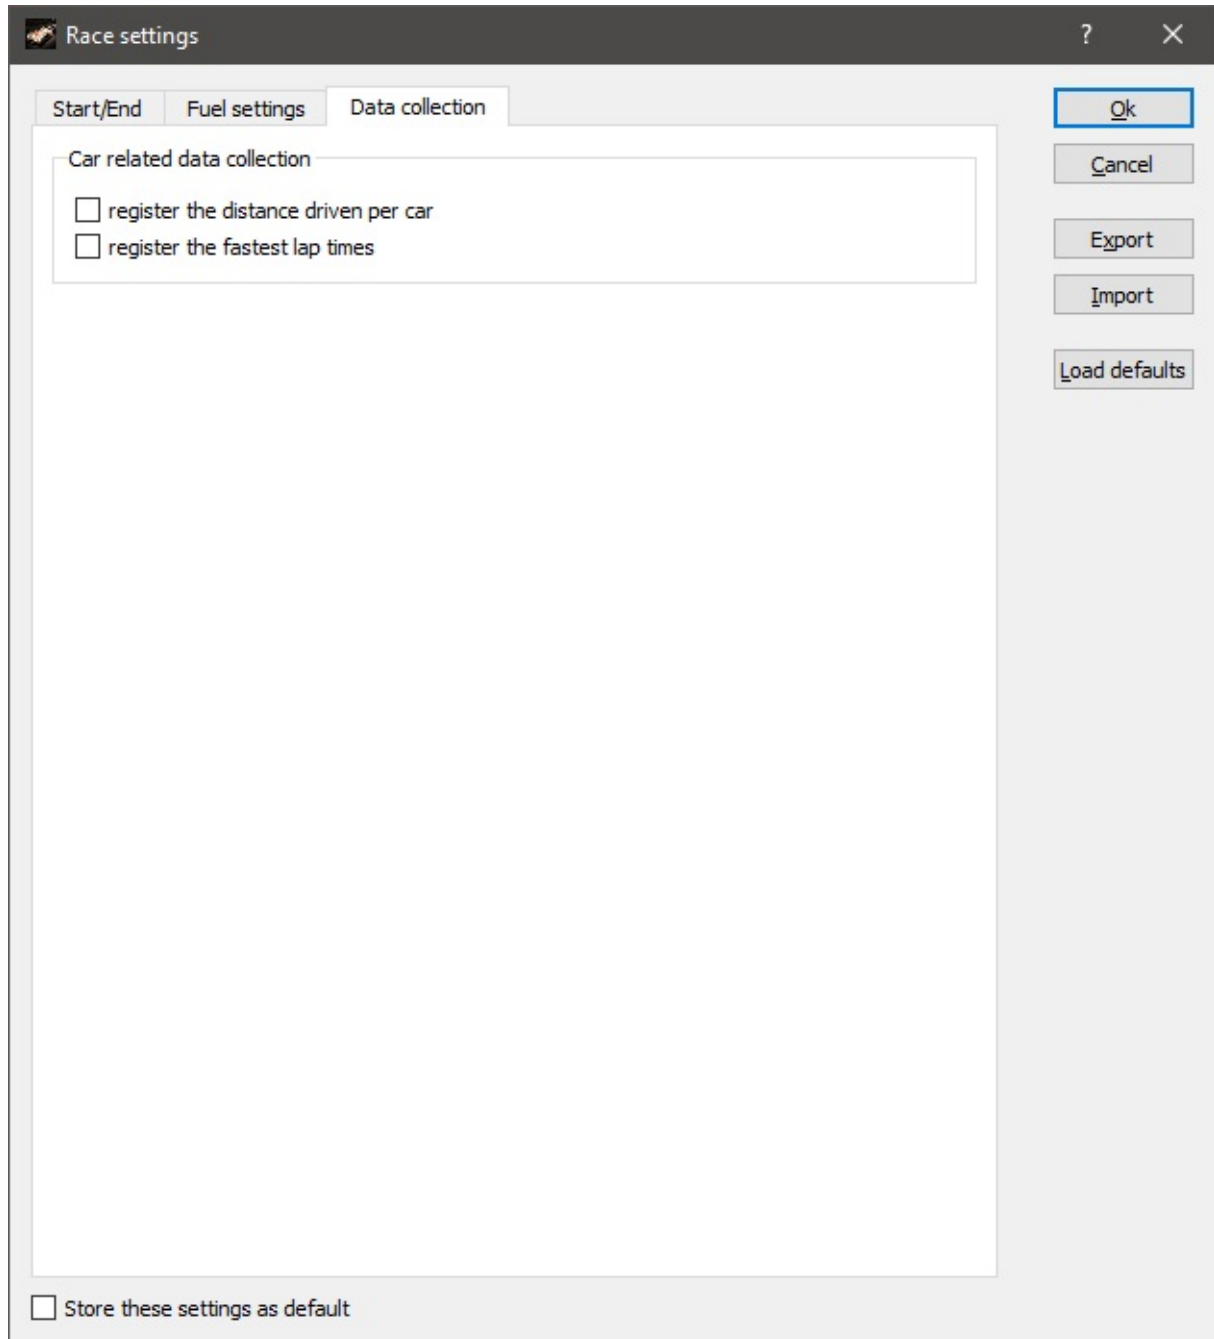 Race settings
?
Start/End
Fuel settings
Data collection
Ok
Car related data collection
Cancel
register the distance driven per car
register the fastest lap times
Export
Import
Load defaults
Store these settings as default